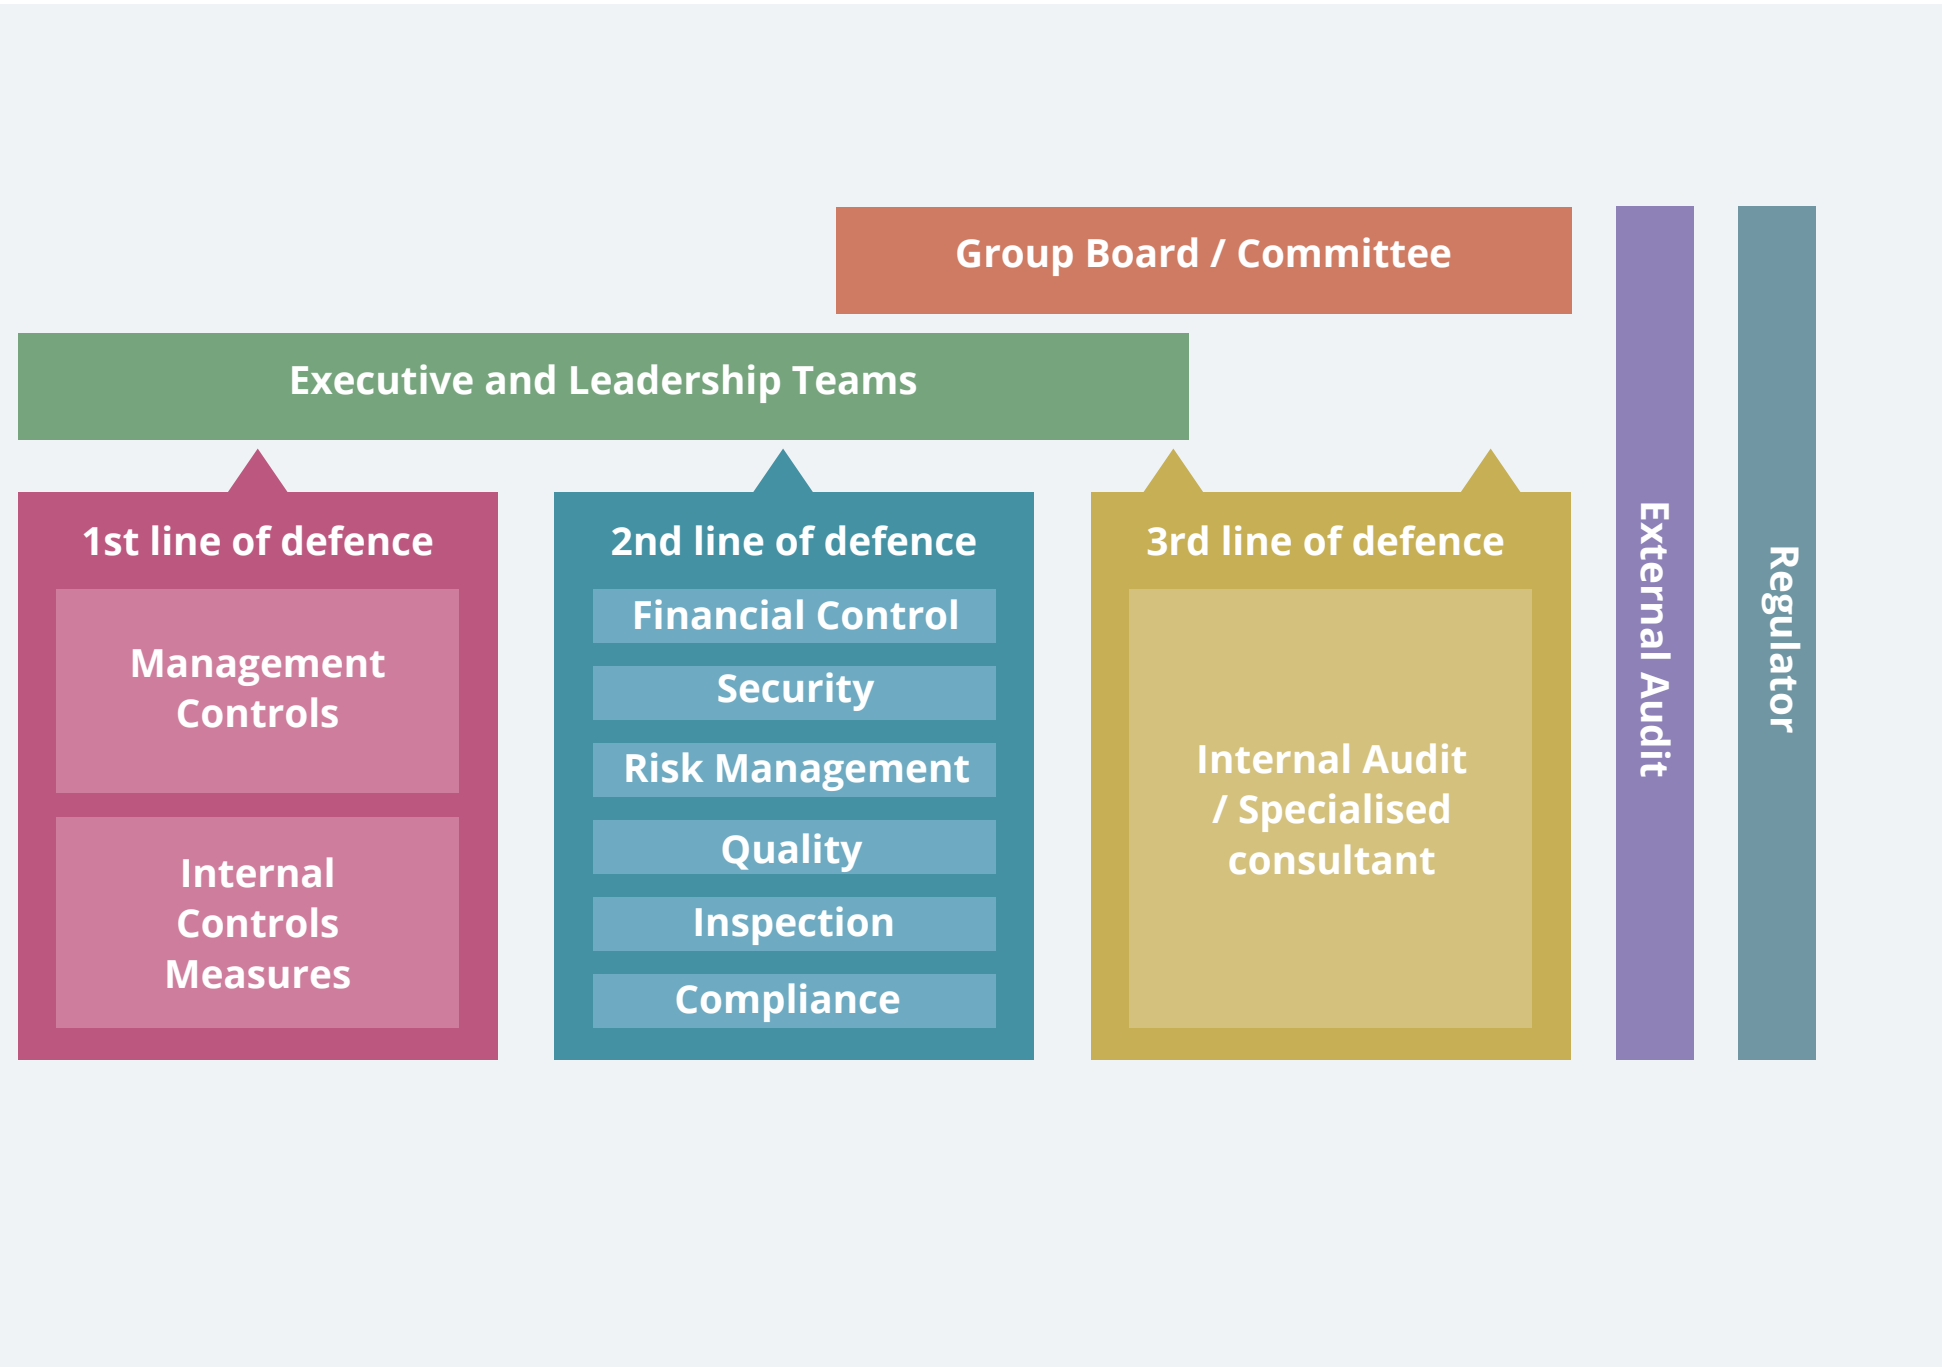 Group Board / Committee
Executive and Leadership Teams
1st line of defence
Management
Controls
Internal
Controls
Measures
2nd line of defence
Financial Control
Security
Risk Management
Quality
Inspection
Compliance
3rd line of defence
Internal Audit
/ Specialised
consultant
External Audit
Regulator